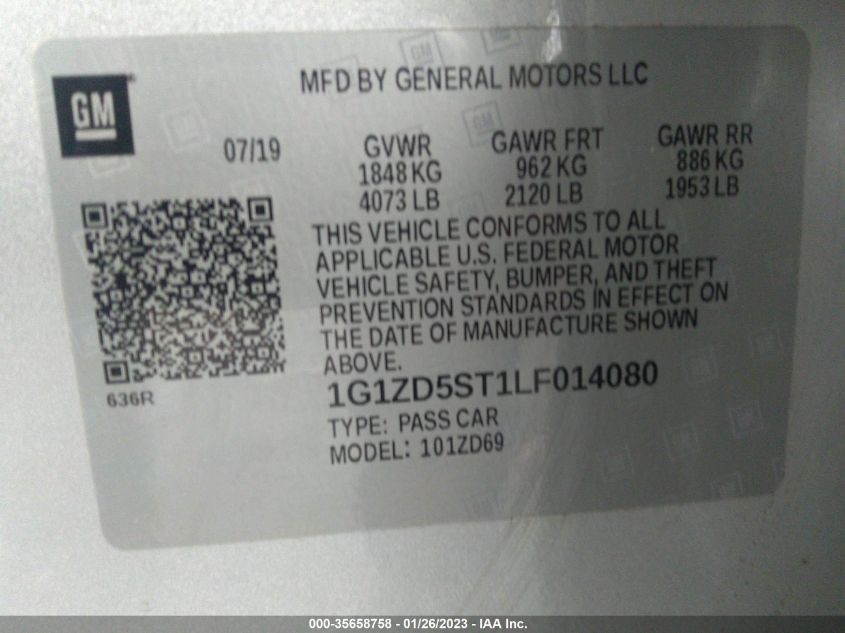 MFD BY GENERAL MOTORS LLC
GM
07/19
GVWR
1848 KG
4073 LB
GAWR FRT
962 KG
2120 LB
GAWR RR
886 KG
1953 LB
THIS VEHICLE CONFORMS TO ALL
APPLICABLE U.S. FEDERAL MOTOR
VEHICLE SAFETY, BUMPER, AND THEFT
PREVENTION STANDARDS IN EFFECT ON
THE DATE OF MANUFACTURE SHOWN
ABOVE.
1G1ZD5ST1LF014080
636R
TYPE: PASS CAR
MODEL: 101ZD69
000-35658758 — 01/26/2023 - IAA Inc.